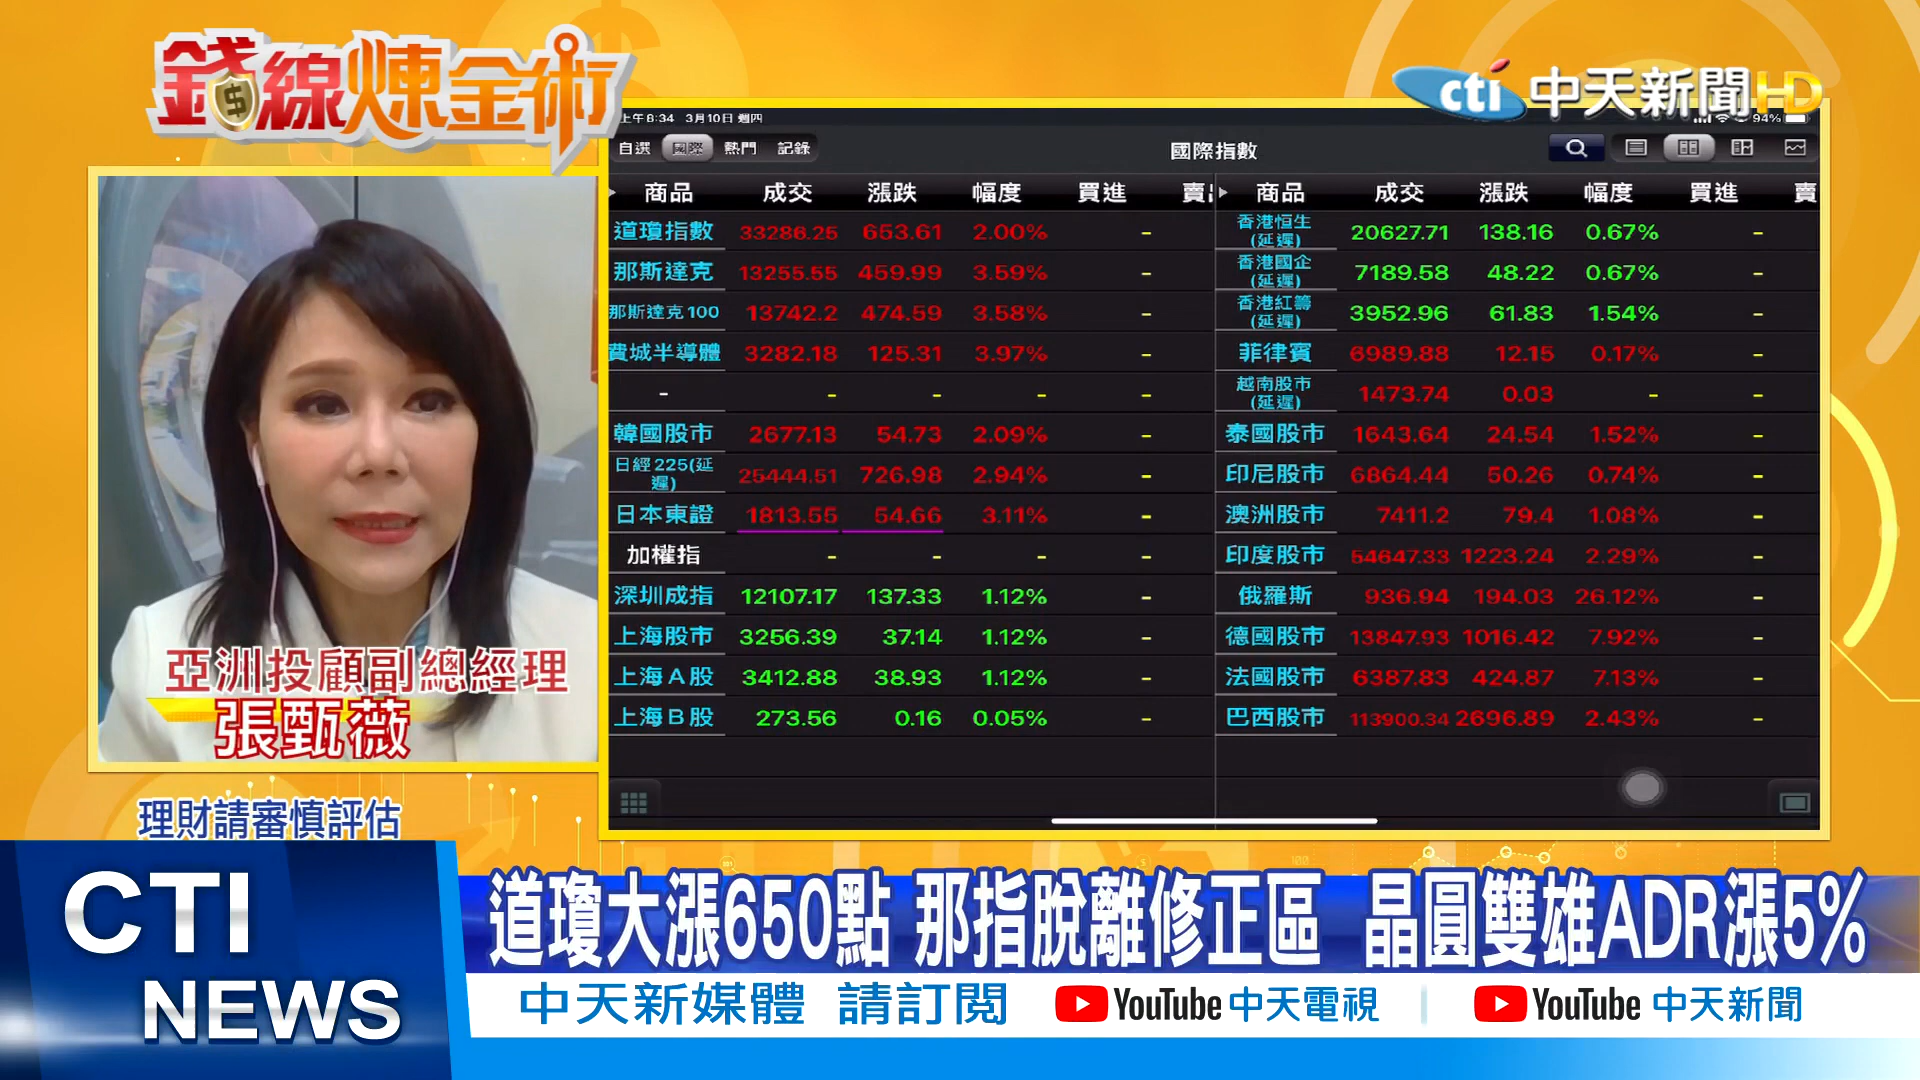 錢線煉金術
cti 中天新聞HD
上午6:34 3月10日 週四
94%
自選 國際 熱門 記錄
國際指數
商品 成交 漲跌 幅度 買進 賣
商品 成交 漲跌 幅度 買進 賣
道瓊指數 33286.25 653.61 2.00% -
那斯達克 13255.55 459.99 3.59% -
那斯達克100 13742.2 474.59 3.58% -
費城半導體 3282.18 125.31 3.97% -
- - - - -
韓國股市 2677.13 54.73 2.09% -
日經225(延遲) 25444.51 726.98 2.94% -
日本東證 1813.55 54.66 3.11% -
加權指 - - - -
深圳成指 12107.17 137.33 1.12% -
上海股市 3256.39 37.14 1.12% -
上海A股 3412.88 38.93 1.12% -
上海B股 273.56 0.16 0.05% -
香港恒生(延遲) 20627.71 138.16 0.67% -
香港國企(延遲) 7189.58 48.22 0.67% -
香港紅籌(延遲) 3952.96 61.83 1.54% -
菲律賓 6989.88 12.15 0.17% -
越南股市(延遲) 1473.74 0.03 - -
泰國股市 1643.64 24.54 1.52% -
印尼股市 6864.44 50.26 0.74% -
澳洲股市 7411.2 79.4 1.08% -
印度股市 54647.33 1223.24 2.29% -
俄羅斯 936.94 194.03 26.12% -
德國股市 13847.93 1016.42 7.92% -
法國股市 6387.83 424.87 7.13% -
巴西股市 113900.34 2696.89 2.43% -
亞洲投顧副總經理
張甄薇
理財請審慎評估
CTI
NEWS
道瓊大漲650點 那指脫離修正區 晶圓雙雄ADR漲5%
中天新媒體 請訂閱 YouTube 中天電視 | YouTube 中天新聞